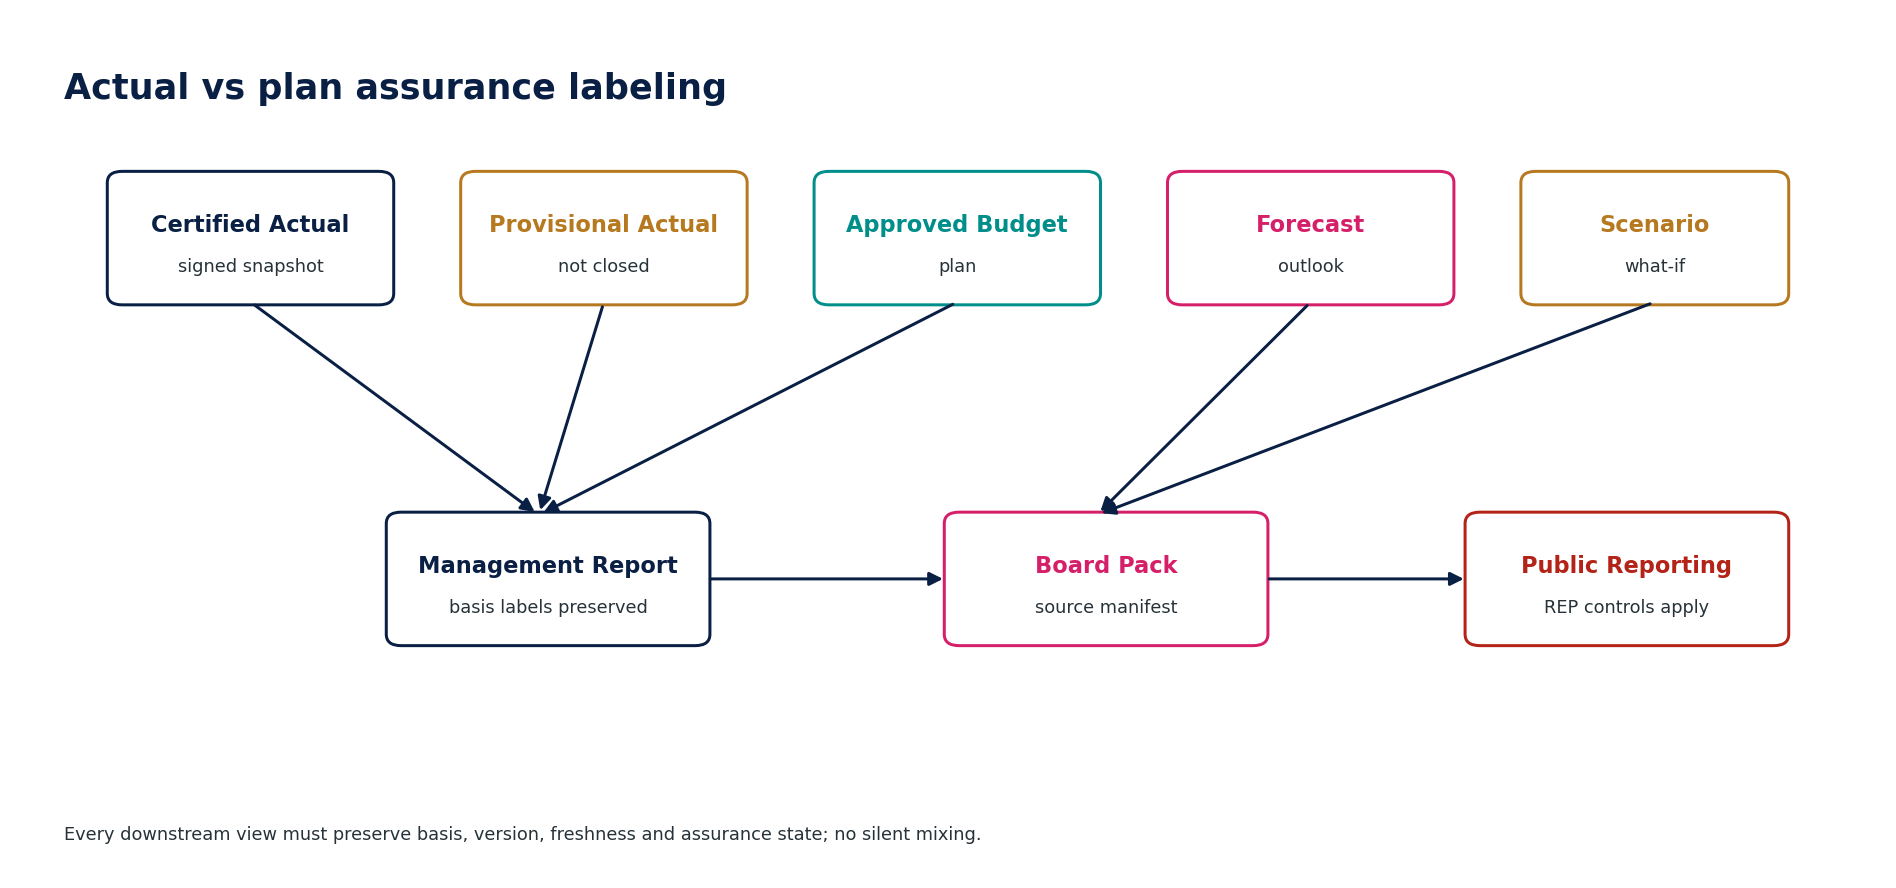 Actual vs plan assurance labeling
Certified Actual
signed snapshot
Provisional Actual
not closed
Approved Budget
plan
Forecast
outlook
Scenario
what-if
Management Report
basis labels preserved
Board Pack
source manifest
Public Reporting
REP controls apply
Every downstream view must preserve basis, version, freshness and assurance state; no silent mixing.